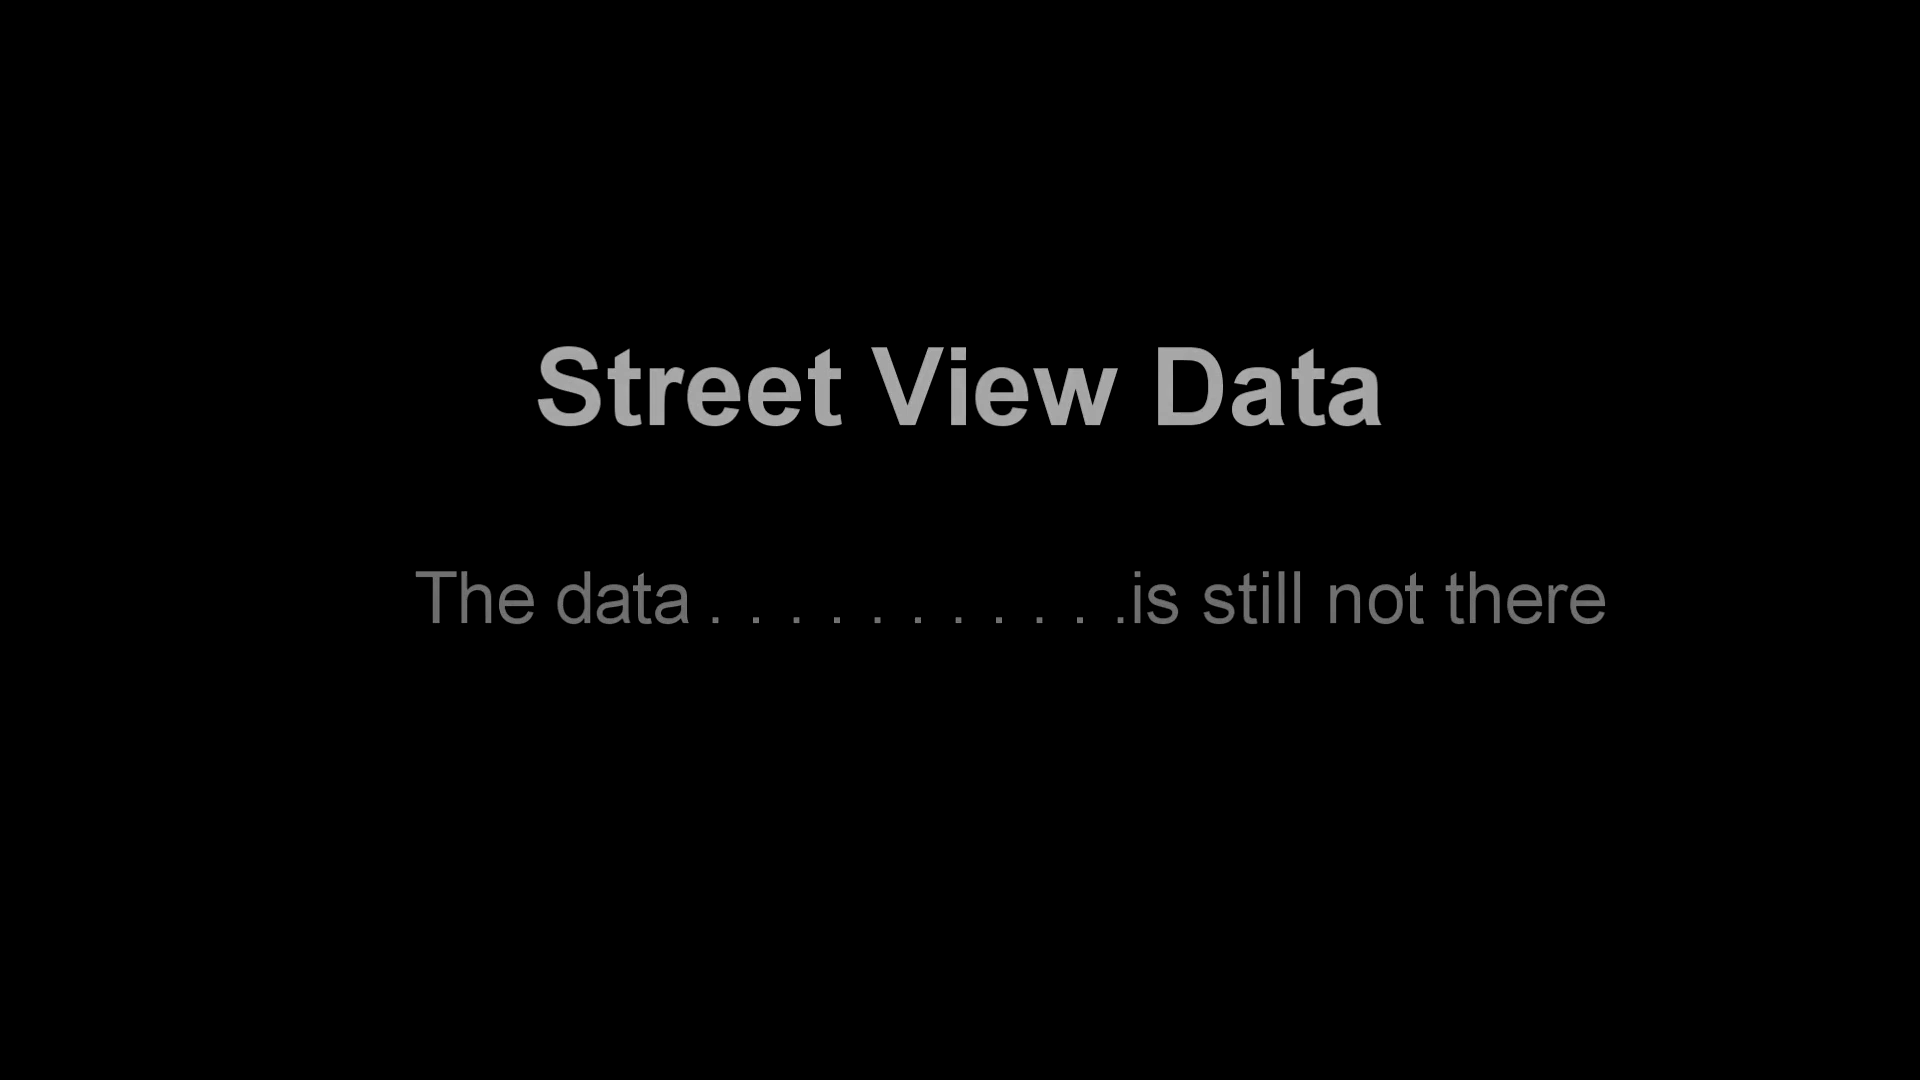 Street View Data
The data . . . . . . . . . . .is still not there